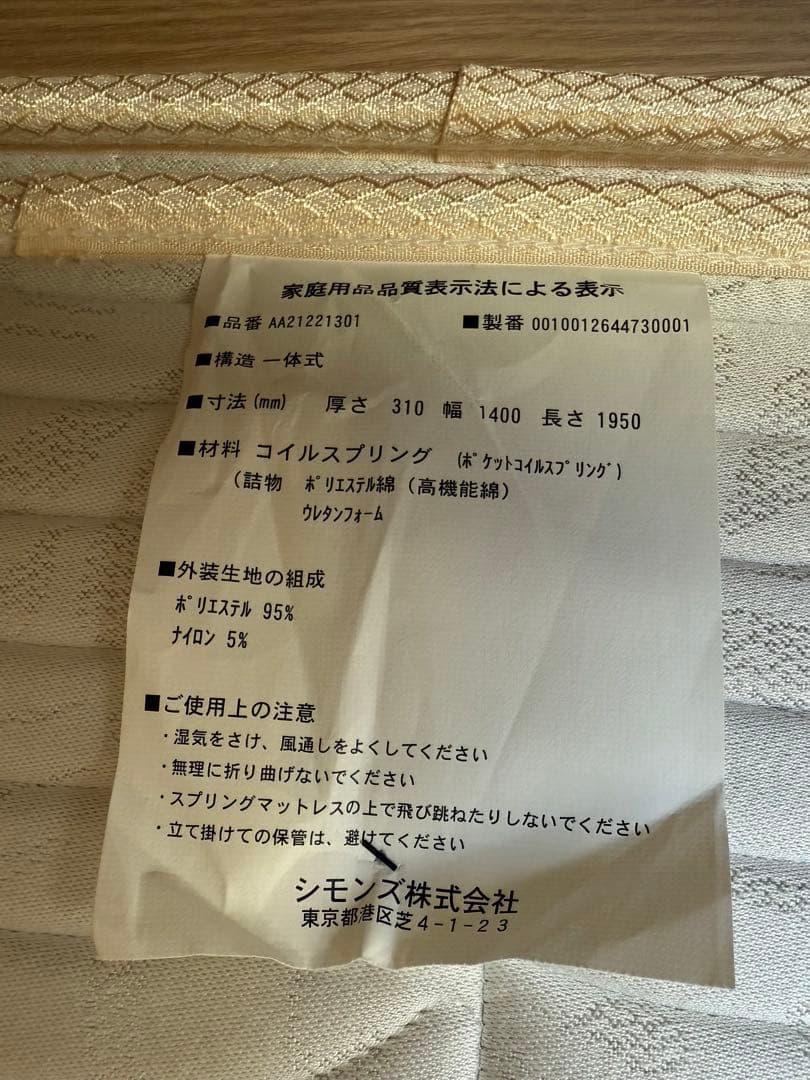 家庭用品品質表示法による表示
■品番 AA21221301 ■製番 0010012644730001
■構造 一体式
■寸法(mm) 厚さ 310 幅 1400 長さ 1950
■材料 コイルスプリング (ﾎﾟｹｯﾄｺｲﾙｽﾌﾟﾘﾝｸﾞ)
(詰物 ﾎﾟﾘｴｽﾃﾙ綿(高機能綿)
ｳﾚﾀﾝﾌｫｰﾑ
■外装生地の組成
ﾎﾟﾘｴｽﾃﾙ 95%
ﾅｲﾛﾝ 5%
■ご使用上の注意
・湿気をさけ、風通しをよくしてください
・無理に折り曲げないでください
・スプリングマットレスの上で飛び跳ねたりしないでください
・立て掛けての保管は、避けてください
シモンズ株式会社
東京都港区芝4-1-23